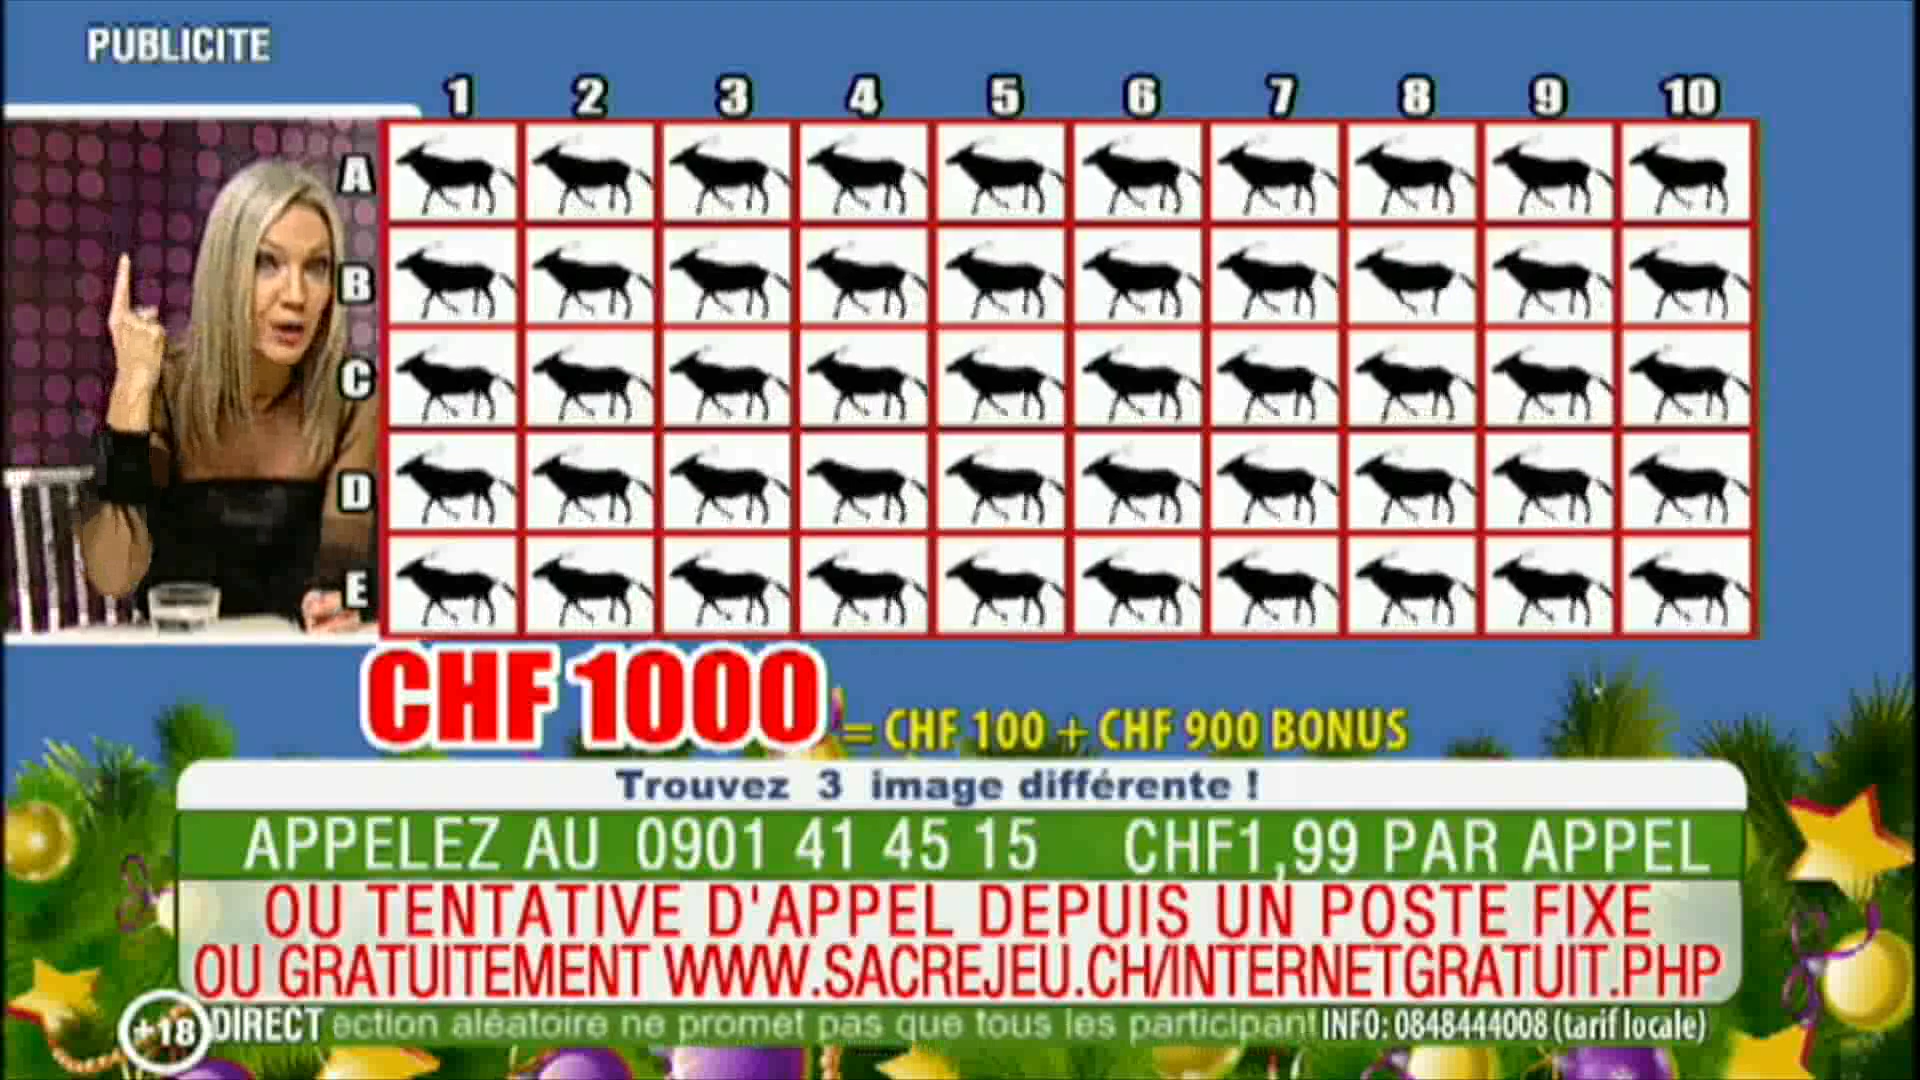 PUBLICITE
1 2 3 4 5 6 7 8 9 10
A
B
C
D
E
CHF 1000 = CHF 100 + CHF 900 BONUS
Trouvez 3 image différente !
APPELEZ AU 0901 41 45 15 CHF1,99 PAR APPEL
OU TENTATIVE D'APPEL DEPUIS UN POSTE FIXE
OU GRATUITEMENT WWW.SACREJEU.CH/INTERNETGRATUIT.PHP
+18 DIRECT ection aléatoire ne promet pas que tous les participant INFO: 0848444008 (tarif locale)